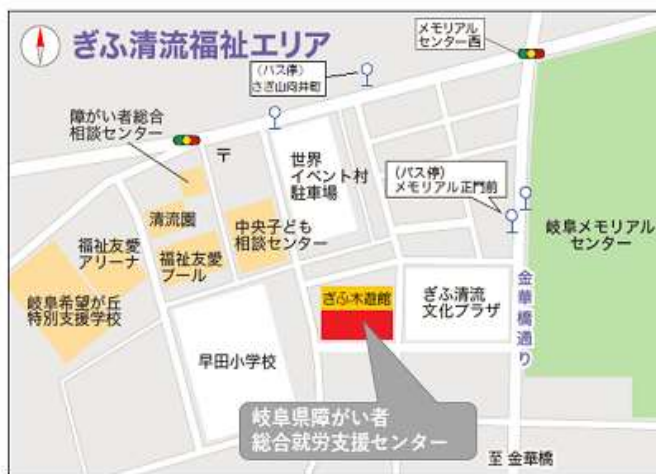 ぎふ清流福祉エリア
メモリアル
センター西
(バス停)
さぎ山向井町
障がい者総合
相談センター
〒
世界
イベント村
駐車場
(バス停)
メモリアル正門前
清流園
中央子ども
相談センター
岐阜メモリアル
センター
福祉友愛
アリーナ
福祉友愛
プール
岐阜希望が丘
特別支援学校
ぎふ木遊館
ぎふ清流
文化プラザ
金華橋通り
早田小学校
岐阜県障がい者
総合就労支援センター
至 金華橋